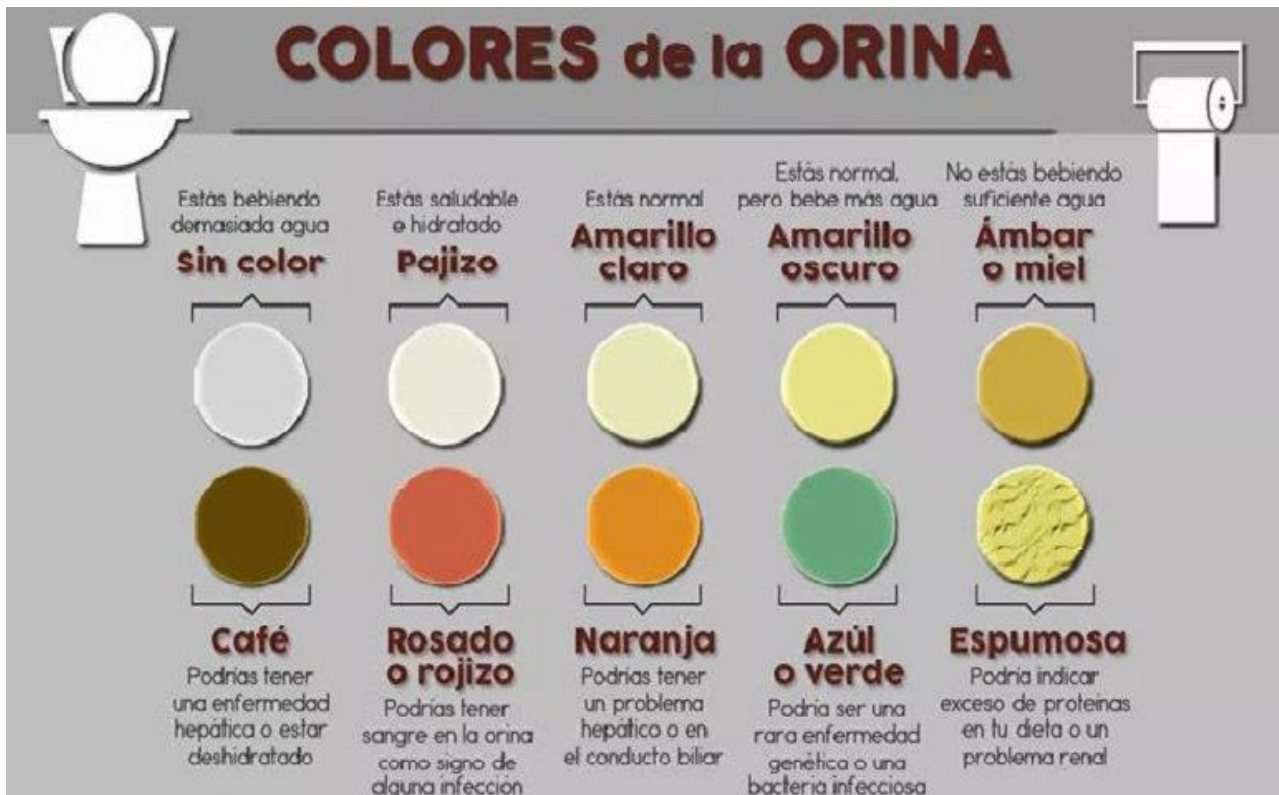 COLORES de la ORINA
Estás bebiendo
demasiada agua
Sin color
Estás saludable
e hidratado
Pajizo
Estás normal
Amarillo
claro
Estás normal,
pero bebe más agua
Amarillo
oscuro
No estás bebiendo
suficiente agua
Ámbar
o miel
Café
Podrías tener
una enfermedad
hepática o estar
deshidratado
Rosado
o rojizo
Podrías tener
sangre en la orina
como signo de
alguna infección
Naranja
Podrías tener
un problema
hepático o en
el conducto biliar
Azúl
o verde
Podría ser una
rara enfermedad
genética o una
bacteria infecciosa
Espumosa
Podría indicar
exceso de proteínas
en tu dieta o un
problema renal